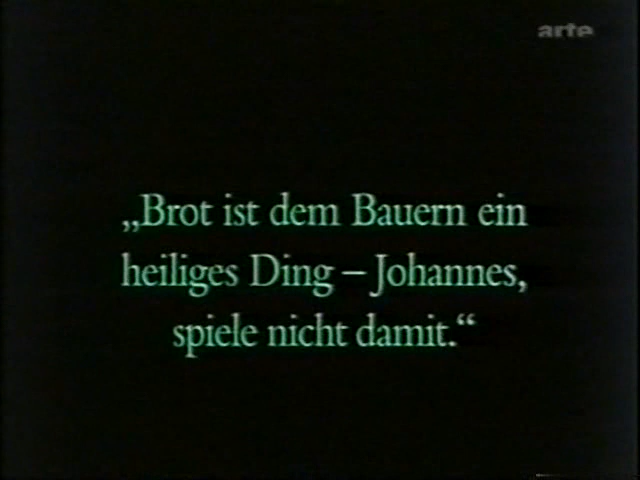 arte
„Brot ist dem Bauern ein
heiliges Ding – Johannes,
spiele nicht damit.“